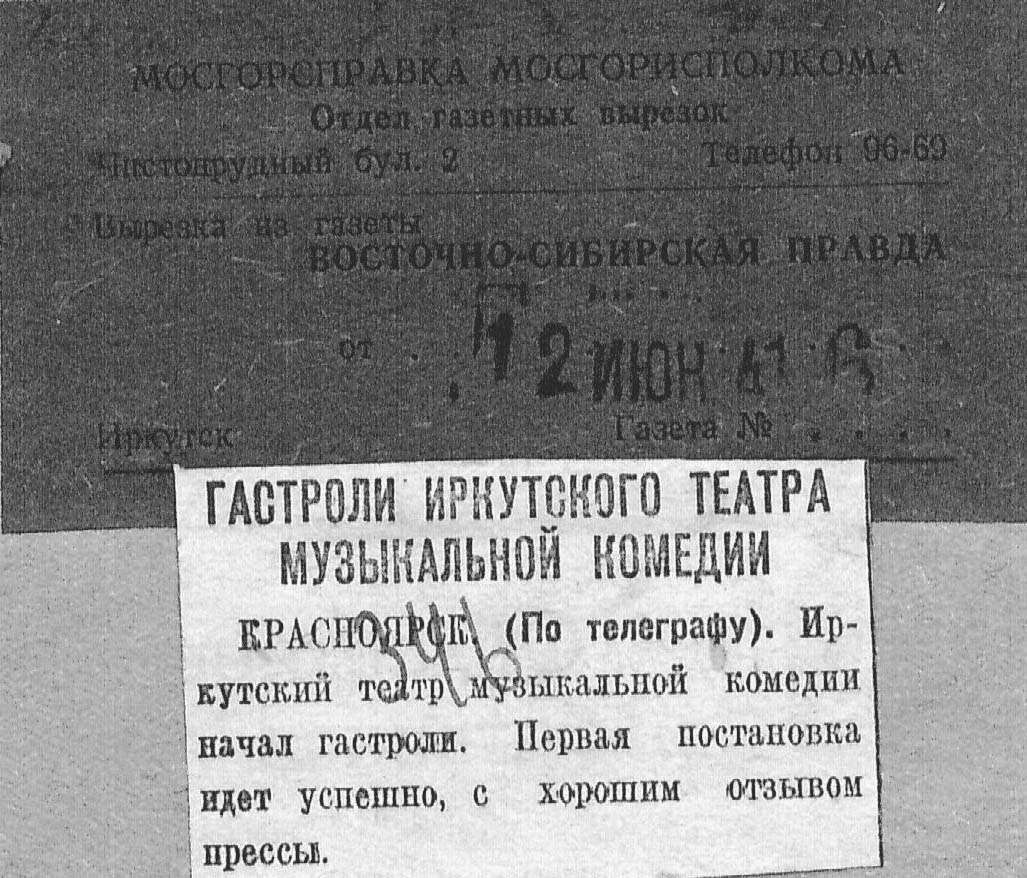 МОСГОРСПРАВКА МОСГОРИСПОЛКОМА
Отдел газетных вырезок
Чистопрудный бул. 2 Телефон 96-69
Вырезка из газеты
ВОСТОЧНО-СИБИРСКАЯ ПРАВДА
от . . 12 ИЮН 41
Иркутск Газета № . . . .
ГАСТРОЛИ ИРКУТСКОГО ТЕАТРА
МУЗЫКАЛЬНОЙ КОМЕДИИ
КРАСНОЯРСК. (По телеграфу). Ир-
кутский театр музыкальной комедии
начал гастроли. Первая постановка
идет успешно, с хорошим отзывом
прессы.